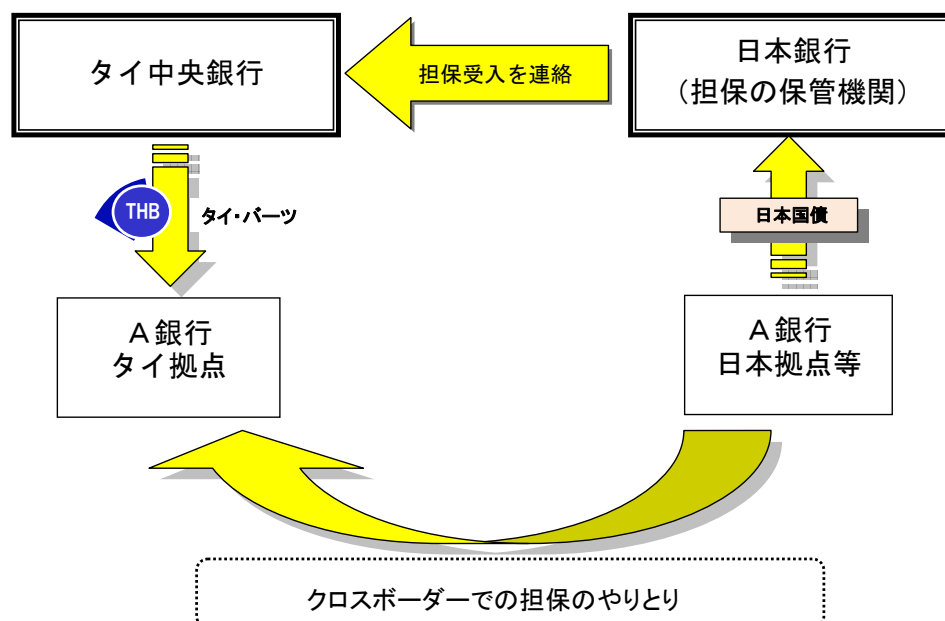 タイ中央銀行
担保受入を連絡
日本銀行
（担保の保管機関）
THB
タイ・バーツ
日本国債
Ａ銀行
タイ拠点
Ａ銀行
日本拠点等
クロスボーダーでの担保のやりとり